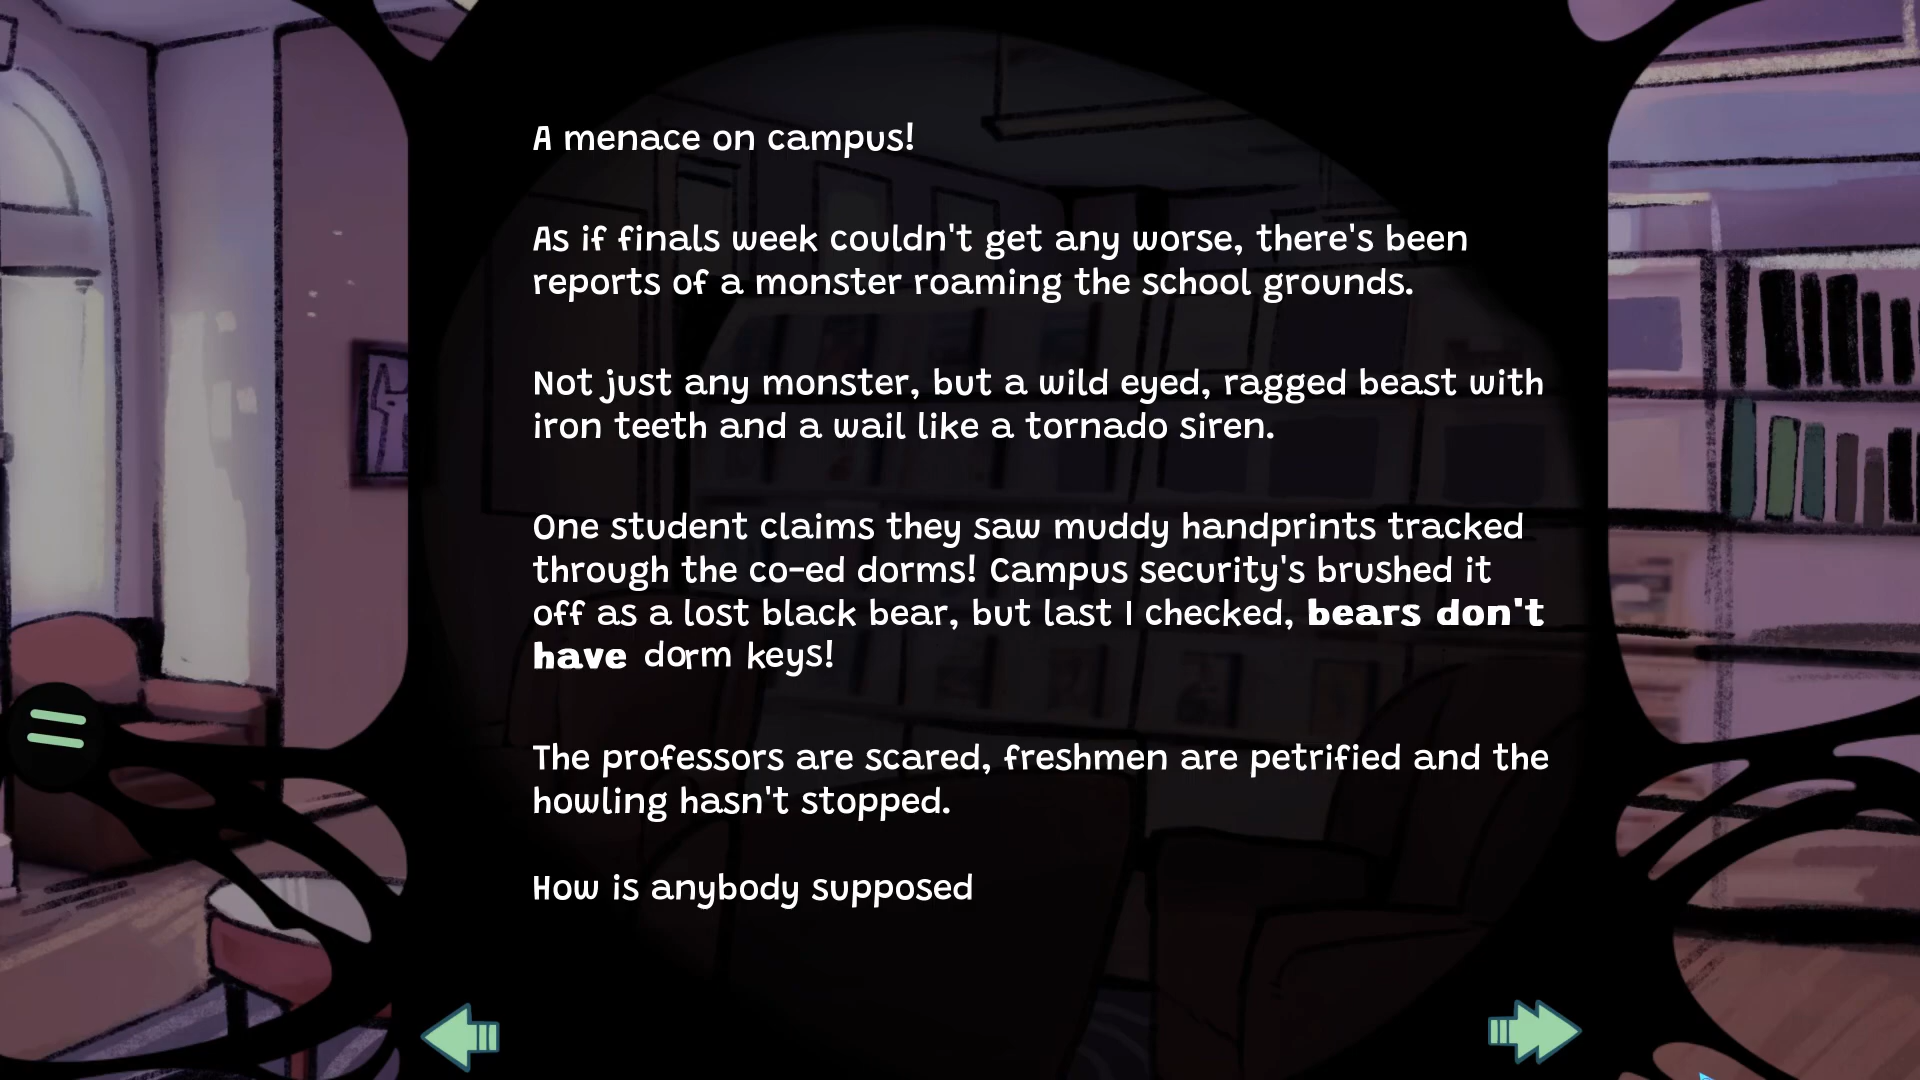 A menace on campus!
As if finals week couldn't get any worse, there's been
reports of a monster roaming the school grounds.
Not just any monster, but a wild eyed, ragged beast with
iron teeth and a wail like a tornado siren.
One student claims they saw muddy handprints tracked
through the co-ed dorms! Campus security's brushed it
off as a lost black bear, but last I checked, bears don't
have dorm keys!
The professors are scared, freshmen are petrified and the
howling hasn't stopped.
How is anybody supposed